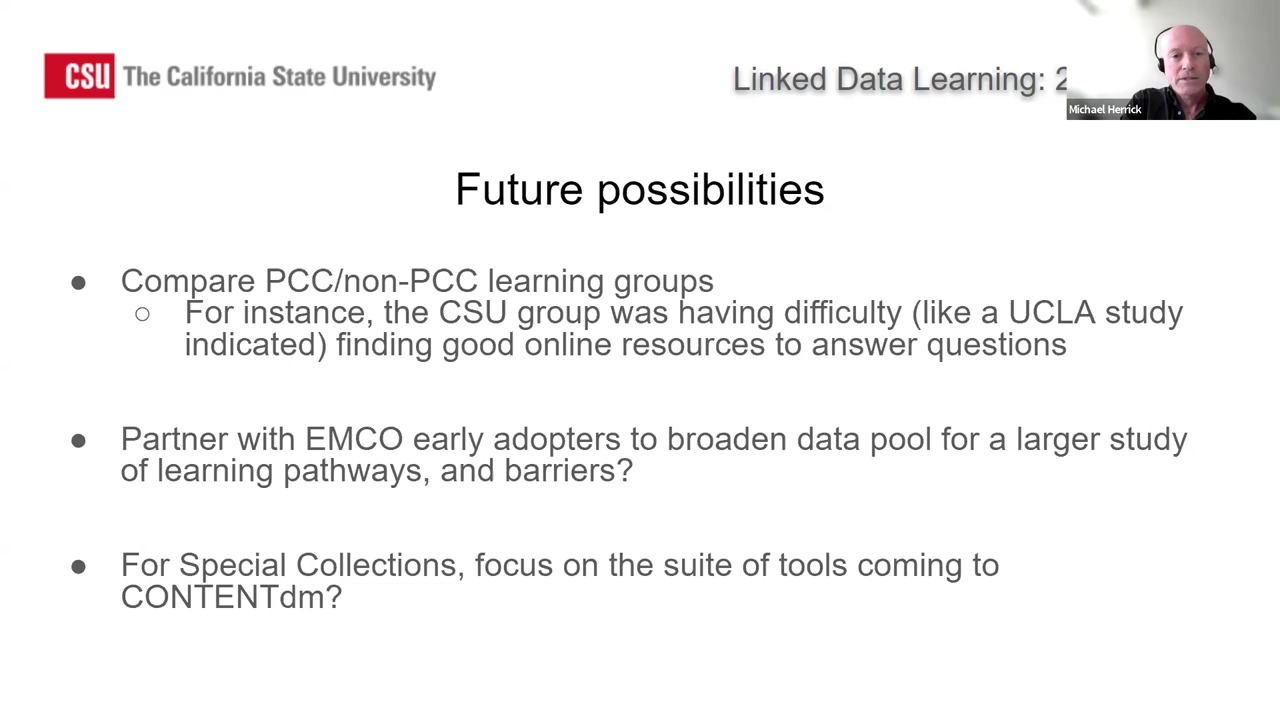 CSU The California State University
Linked Data Learning: 2
Michael Herrick
Future possibilities
● Compare PCC/non-PCC learning groups
○ For instance, the CSU group was having difficulty (like a UCLA study
indicated) finding good online resources to answer questions
● Partner with EMCO early adopters to broaden data pool for a larger study
of learning pathways, and barriers?
● For Special Collections, focus on the suite of tools coming to
CONTENTdm?